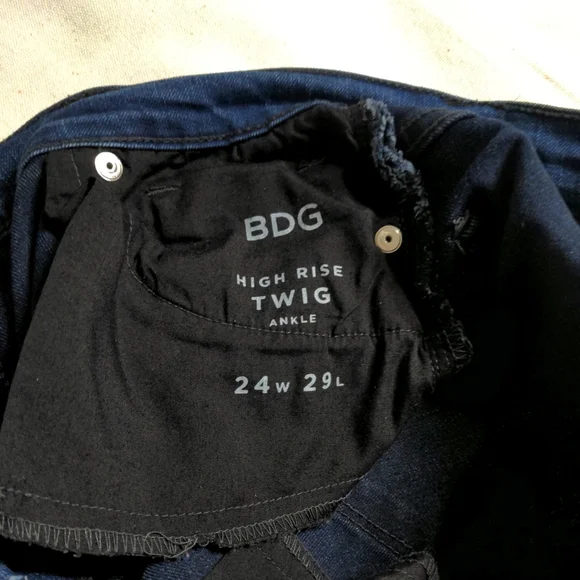 BDG
HIGH RISE
TWIG
ANKLE
24W 29L